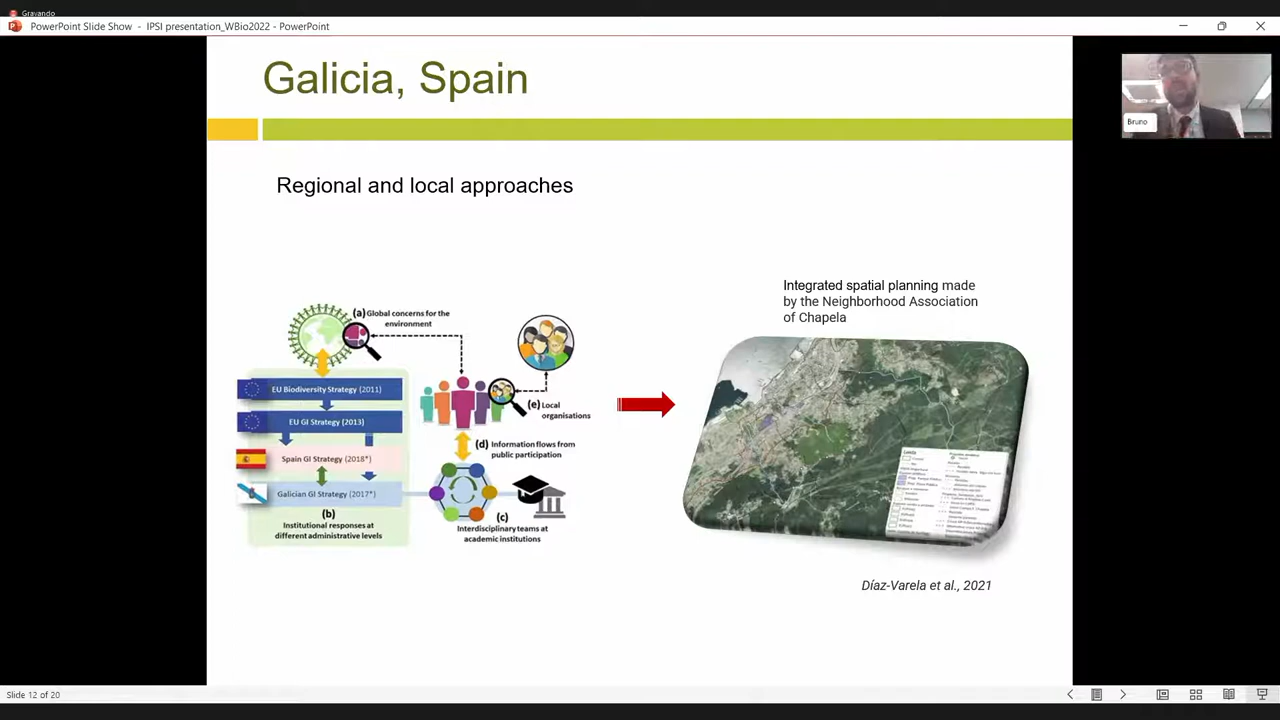 Gravando
PowerPoint Slide Show - IPSI presentation_WBio2022 - PowerPoint
Galicia, Spain
Bruno
Regional and local approaches
Integrated spatial planning made
by the Neighborhood Association
of Chapela
(a) Global concerns for the
environment
EU Biodiversity Strategy (2011)
EU GI Strategy (2013)
Spain GI Strategy (2018*)
Galician GI Strategy (2017*)
(b)
Institutional responses at
different administrative levels
(e) Local
organisations
(d) Information flows from
public participation
(c)
Interdisciplinary teams at
academic institutions
Díaz-Varela et al., 2021
Slide 12 of 20